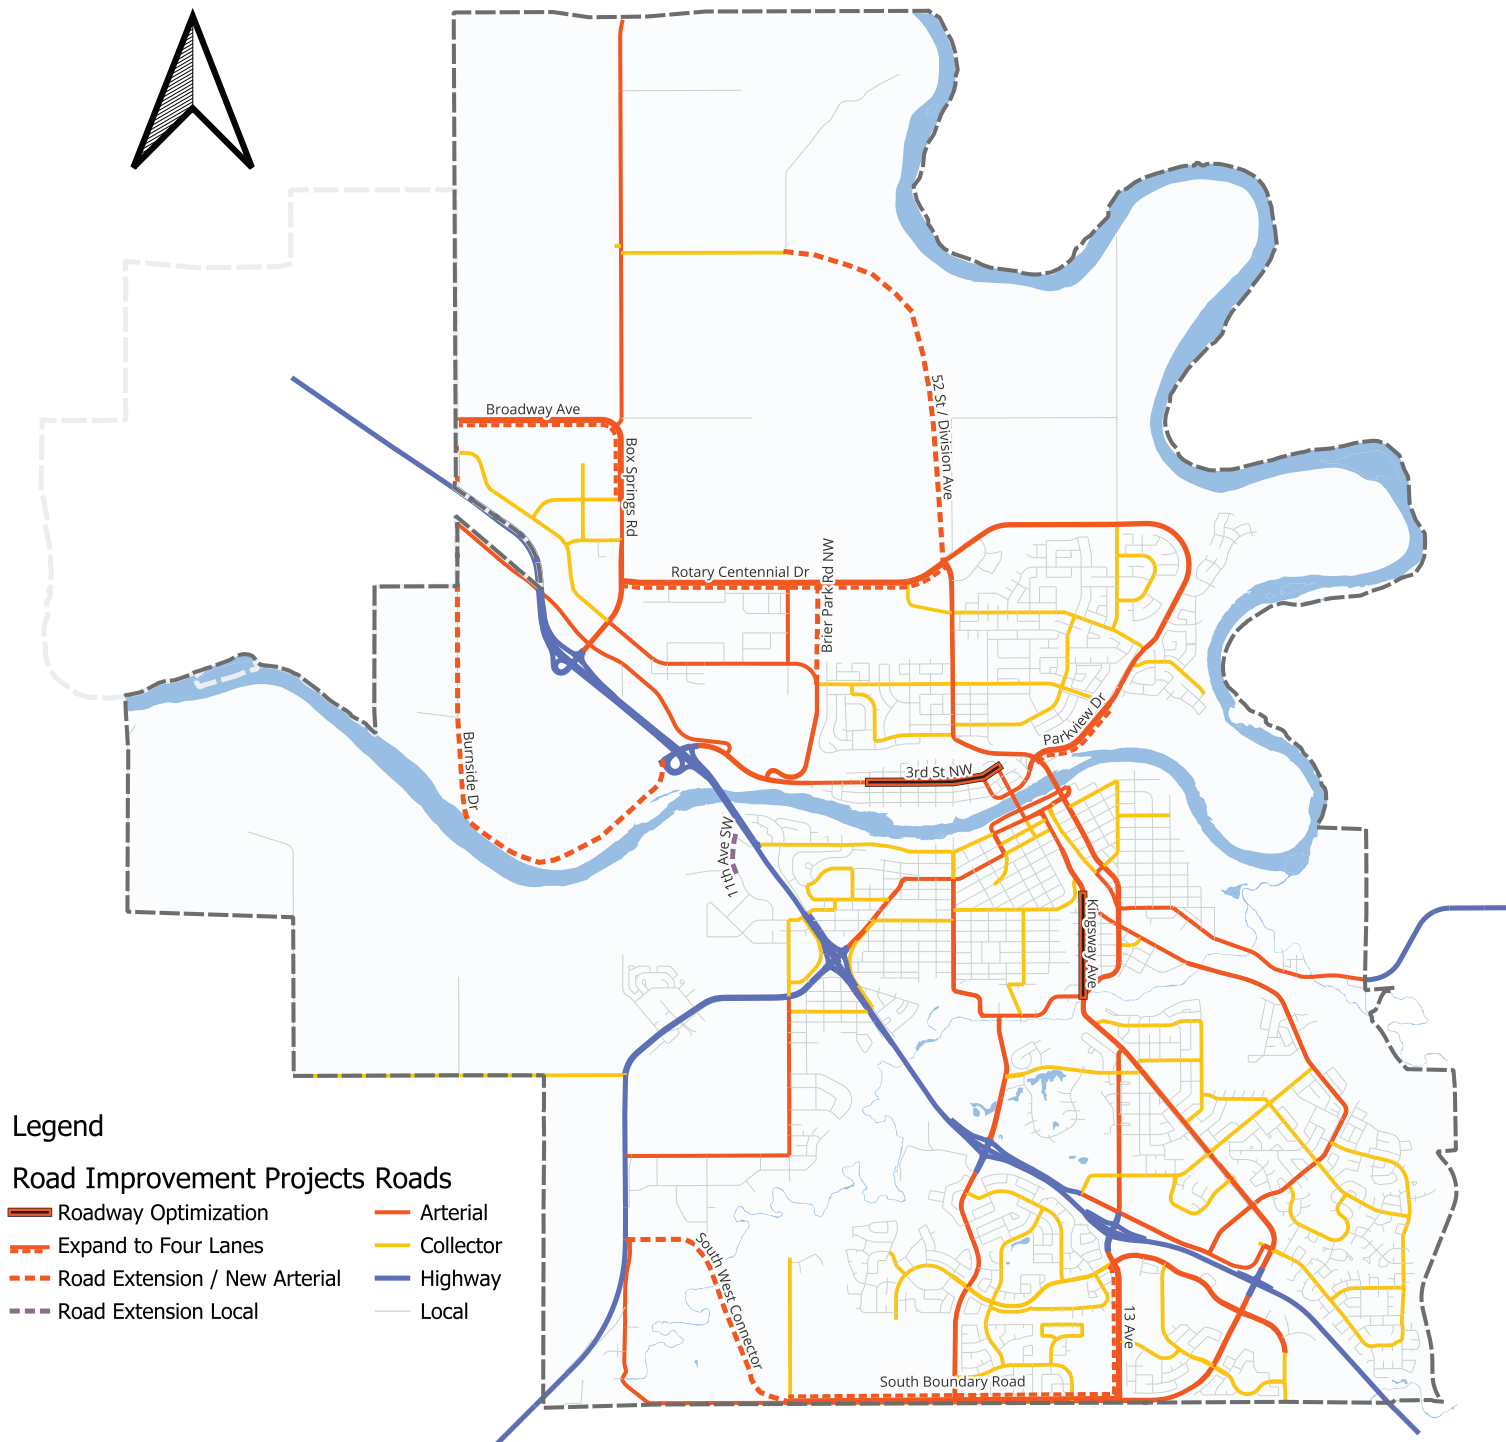 Broadway Ave
Box Springs Rd
52 St / Division Ave
Rotary Centennial Dr
Brier Park Rd NW
Parkview Dr
Burnside Dr
3rd St NW
11th Ave SW
Kingsway Ave
South West Connector
13 Ave
South Boundary Road
Legend
Road Improvement Projects
Roadway Optimization
Expand to Four Lanes
Road Extension / New Arterial
Road Extension Local
Roads
Arterial
Collector
Highway
Local